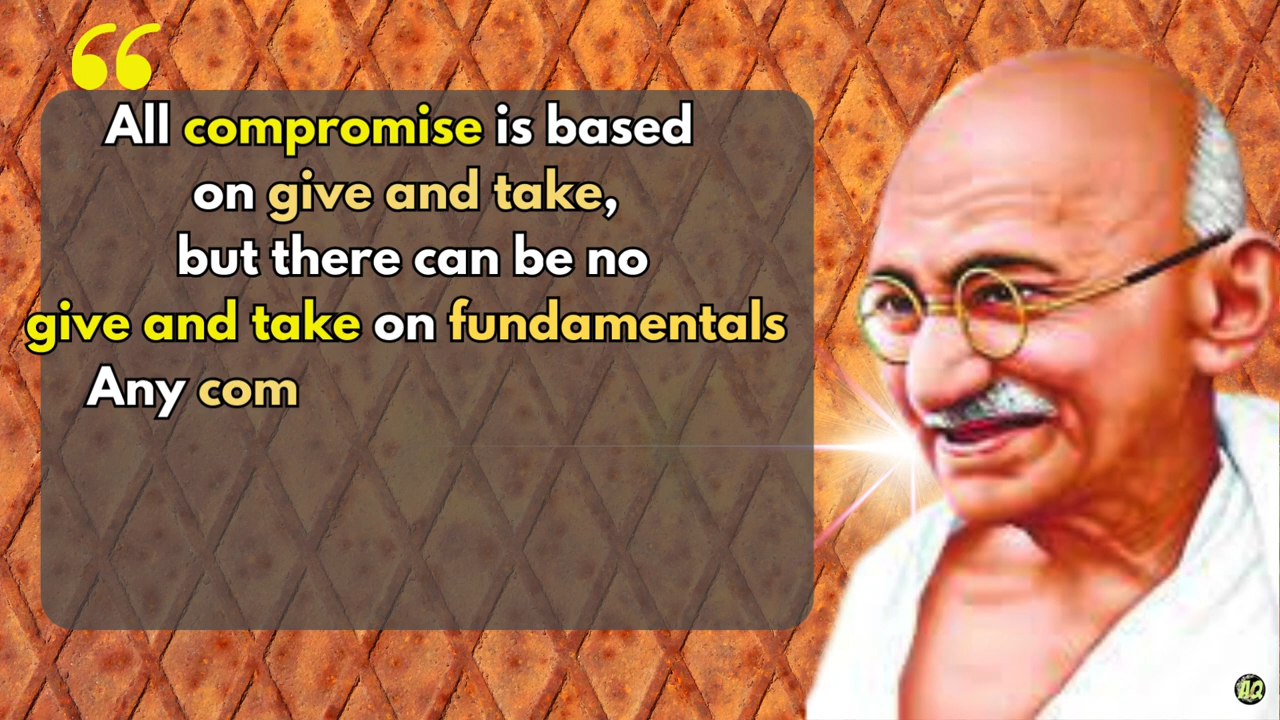 All compromise is based
on give and take,
but there can be no
give and take on fundamentals
Any com
AQ